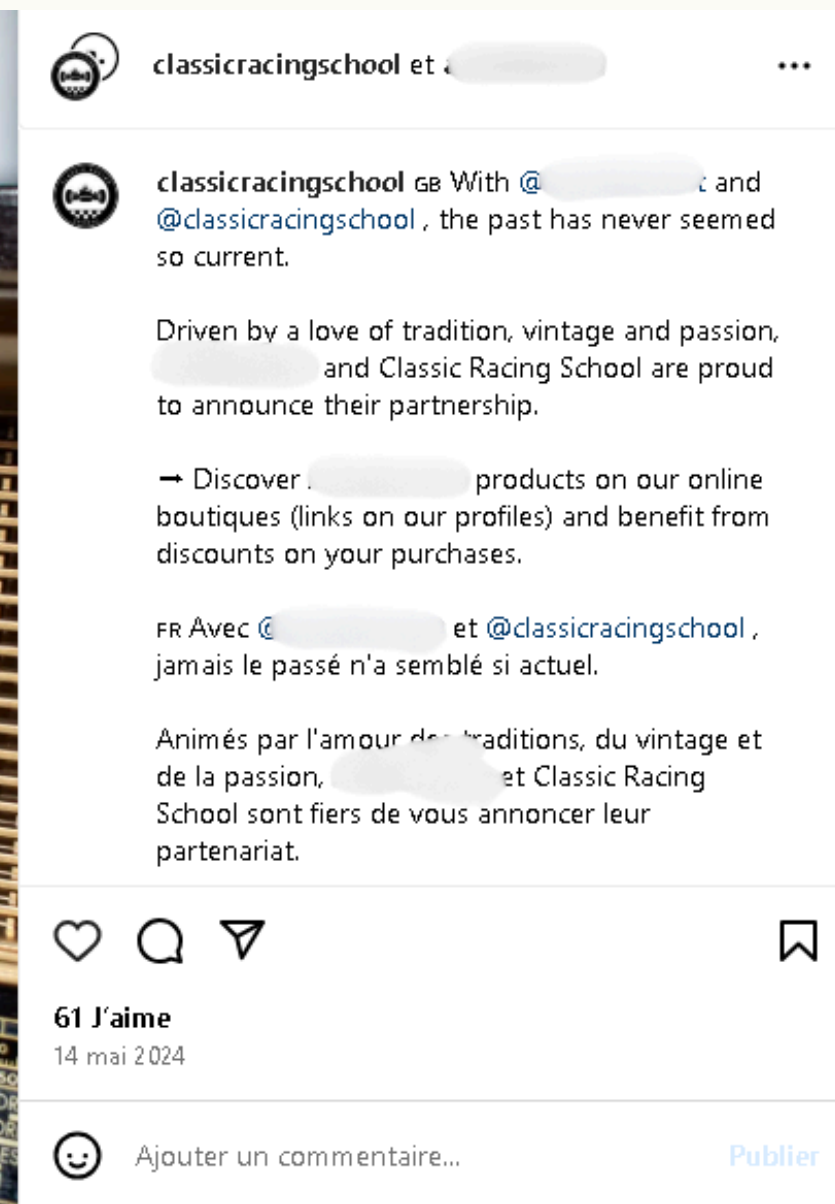 classicracingschool et
classicracingschool GB With @ and
@classicracingschool , the past has never seemed
so current.
Driven by a love of tradition, vintage and passion,
and Classic Racing School are proud
to announce their partnership.
→ Discover products on our online
boutiques (links on our profiles) and benefit from
discounts on your purchases.
FR Avec @ et @classicracingschool ,
jamais le passé n'a semblé si actuel.
Animés par l'amour des traditions, du vintage et
de la passion, et Classic Racing
School sont fiers de vous annoncer leur
partenariat.
61 J'aime
14 mai 2024
Ajouter un commentaire...
Publier